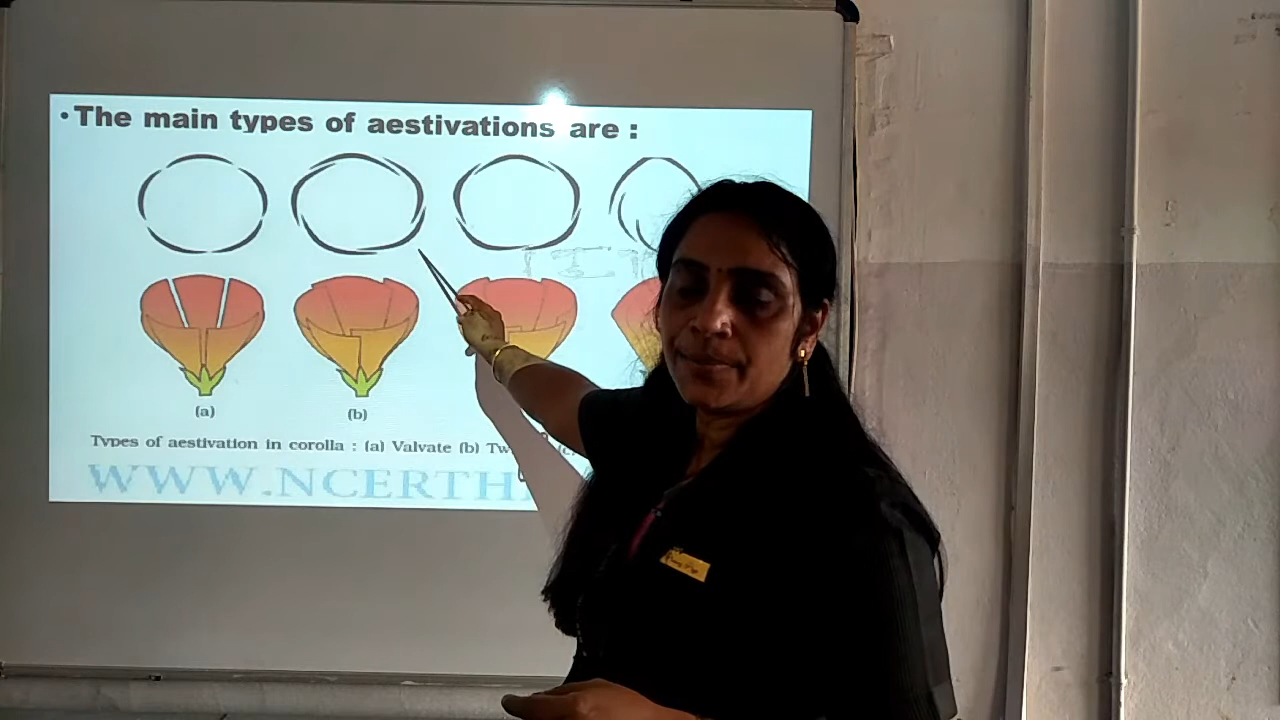 •The main types of aestivations are :
(a)
(b)
Types of aestivation in corolla : (a) Valvate (b) Tw
WWW.NCERTH